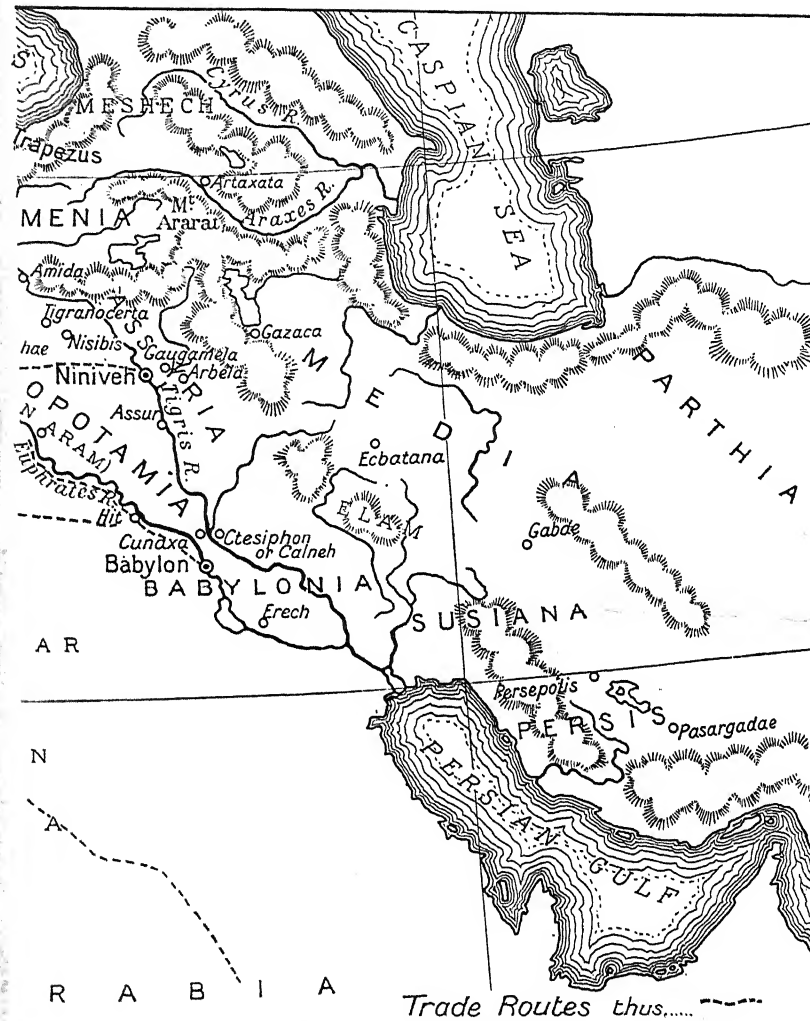 CASPIAN SEA
S
MESHECH
Cyrus R.
Trapezus
Artaxata
MENIA
Mt
Ararat
Araxes R.
Amida
ASSYRIA
Tigranocerta
Nisibis
Gazaca
hae
Gaugamela
Arbela
Niniveh
MEDIA
PARTHIA
OPOTAMIA
N
ARAM)
Assur
Tigris R.
Ecbatana
Euphrates R.
Hit
ELAM
Gabae
Cunaxa
Ctesiphon
or Calneh
Babylon
BABYLONIA
Erech
SUSIANA
AR
Persepolis
PERSIS
Pasargadae
N
A
PERSIAN GULF
RABIA
Trade Routes thus,.....